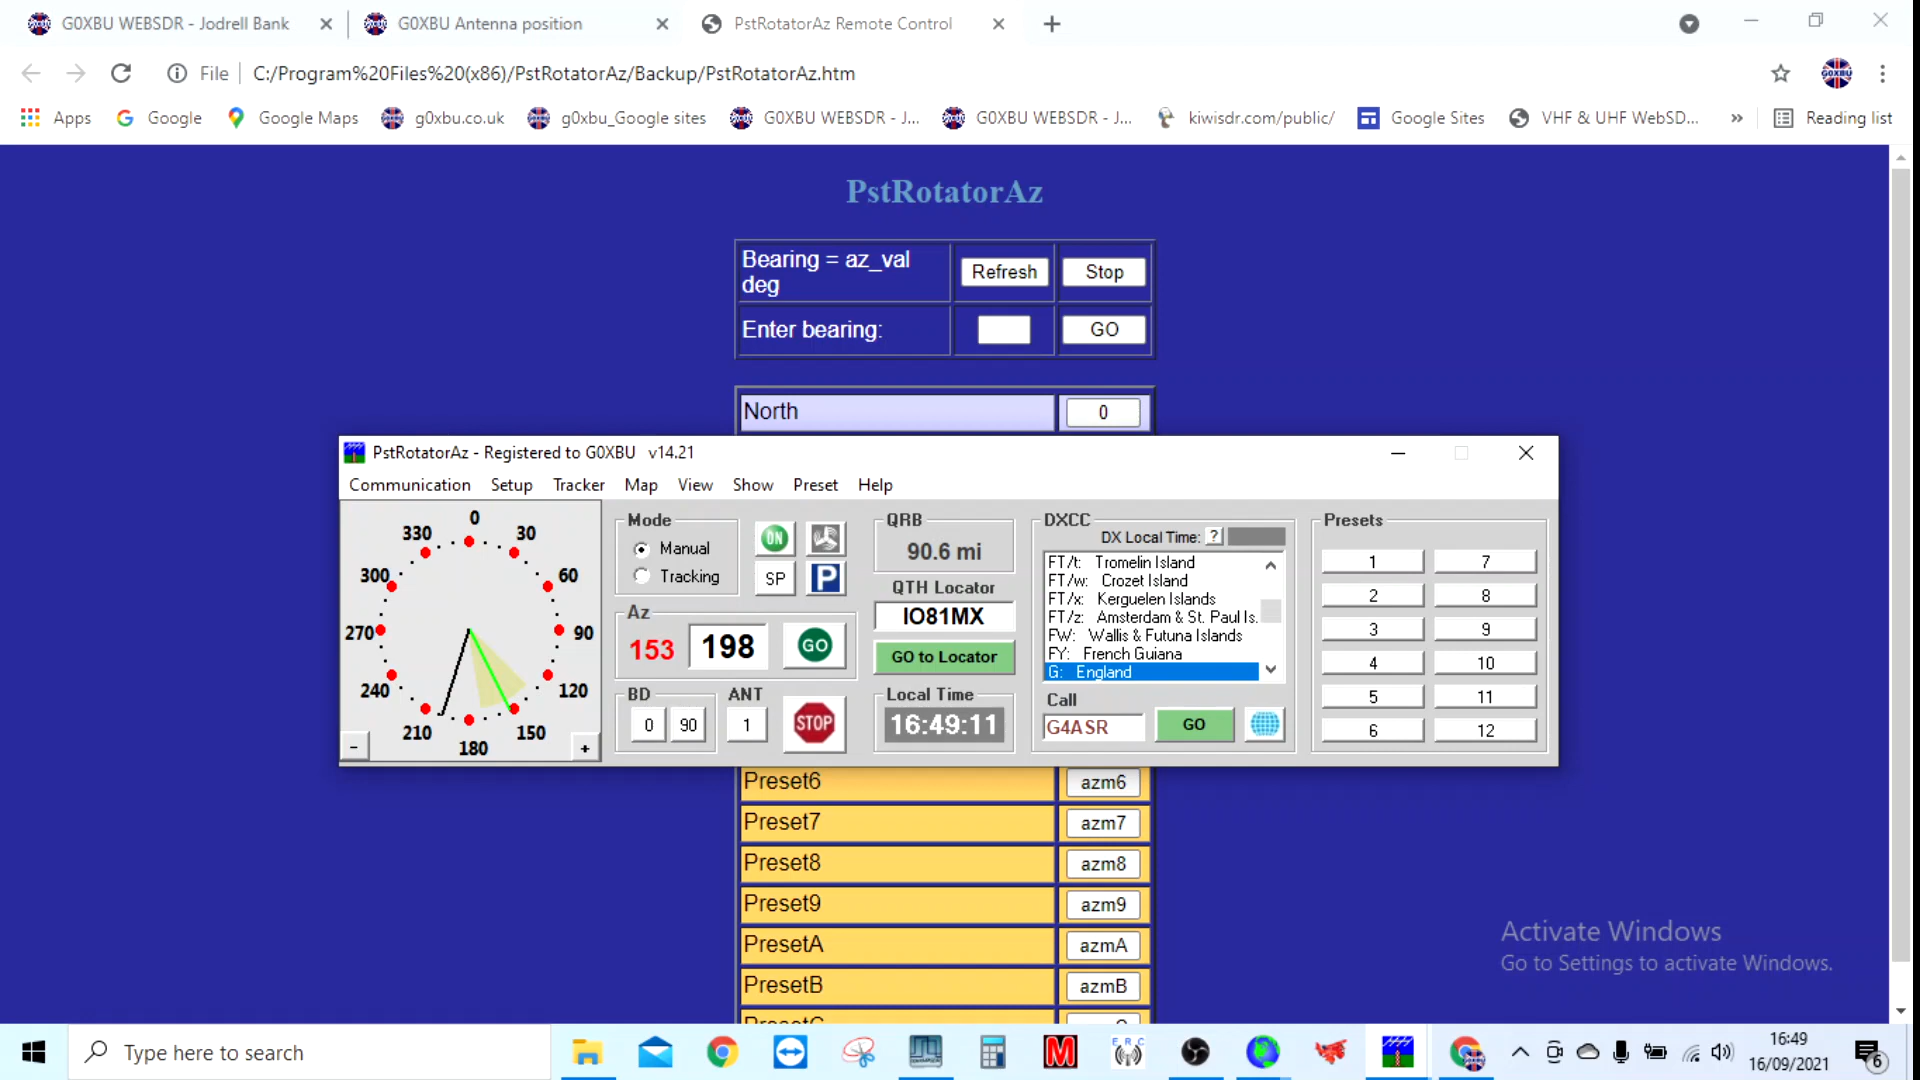 G0XBU WEBSDR - Jodrell Bank
G0XBU Antenna position
PstRotatorAz Remote Control
File
C:/Program%20Files%20(x86)/PstRotatorAz/Backup/PstRotatorAz.htm
G0XBU
Apps
Google
Google Maps
g0xbu.co.uk
g0xbu_Google sites
G0XBU WEBSDR - J...
G0XBU WEBSDR - J...
kiwisdr.com/public/
Google Sites
VHF & UHF WebSD...
»
Reading list
PstRotatorAz
Bearing = az_val
deg
Refresh
Stop
Enter bearing:
GO
North
0
PstRotatorAz - Registered to G0XBU v14.21
Communication
Setup
Tracker
Map
View
Show
Preset
Help
0
30
60
90
120
150
180
210
240
270
300
330
-
+
Mode
Manual
Tracking
ON
SP
P
Az
153
198
GO
BD
0
90
ANT
1
STOP
QRB
90.6 mi
QTH Locator
IO81MX
GO to Locator
Local Time
16:49:11
DXCC
DX Local Time:
?
FT/t: Tromelin Island
FT/w: Crozet Island
FT/x: Kerguelen Islands
FT/z: Amsterdam & St. Paul Is.
FW: Wallis & Futuna Islands
FY: French Guiana
G: England
Call
G4ASR
GO
Presets
1
7
2
8
3
9
4
10
5
11
6
12
Preset6
azm6
Preset7
azm7
Preset8
azm8
Preset9
azm9
PresetA
azmA
PresetB
azmB
Activate Windows
Go to Settings to activate Windows.
Type here to search
M
E R C
16:49
16/09/2021
6